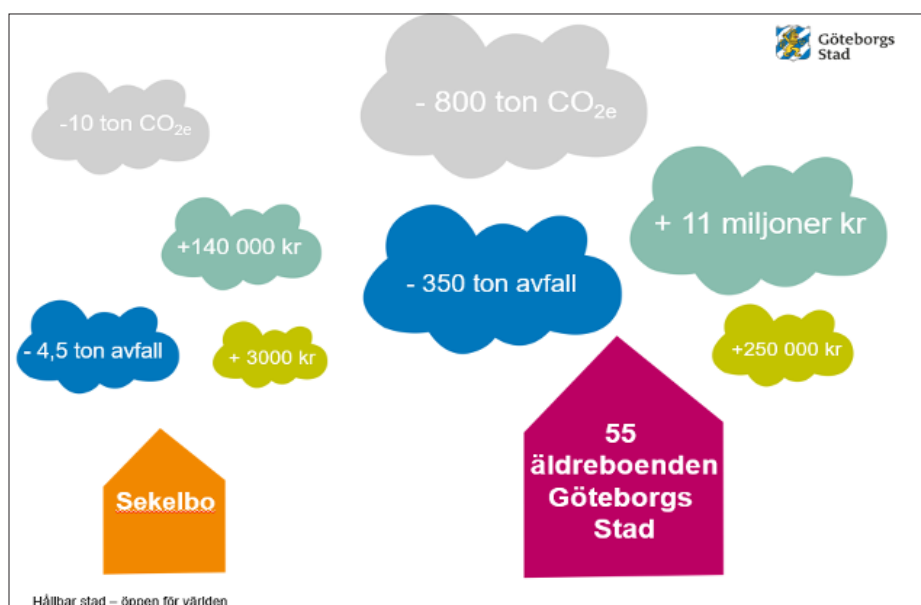 Göteborgs
Stad
-10 ton CO2e
- 800 ton CO2e
+140 000 kr
+ 11 miljoner kr
- 4,5 ton avfall
+ 3000 kr
- 350 ton avfall
+250 000 kr
Sekelbo
55
äldreboenden
Göteborgs
Stad
Hållbar stad – öppen för världen